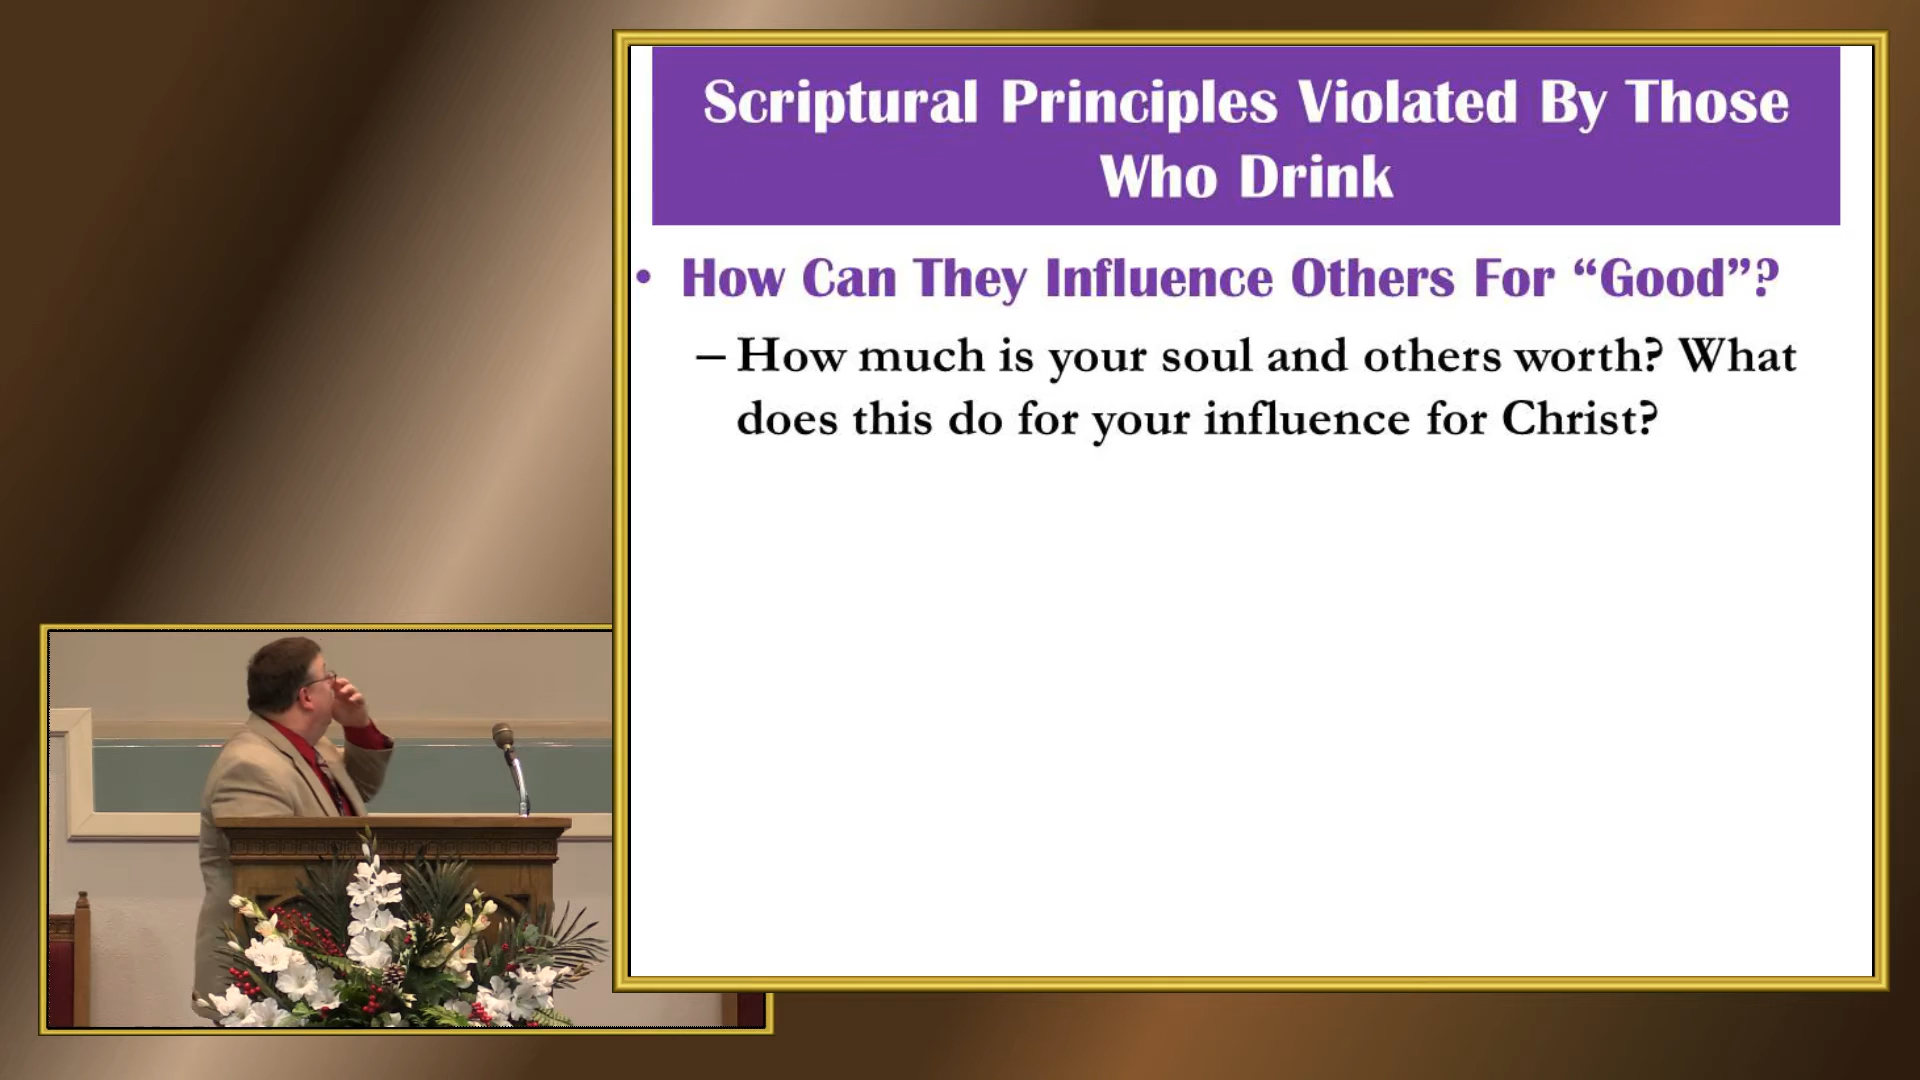 Scriptural Principles Violated By Those
Who Drink
• How Can They Influence Others For “Good”?
– How much is your soul and others worth? What
does this do for your influence for Christ?